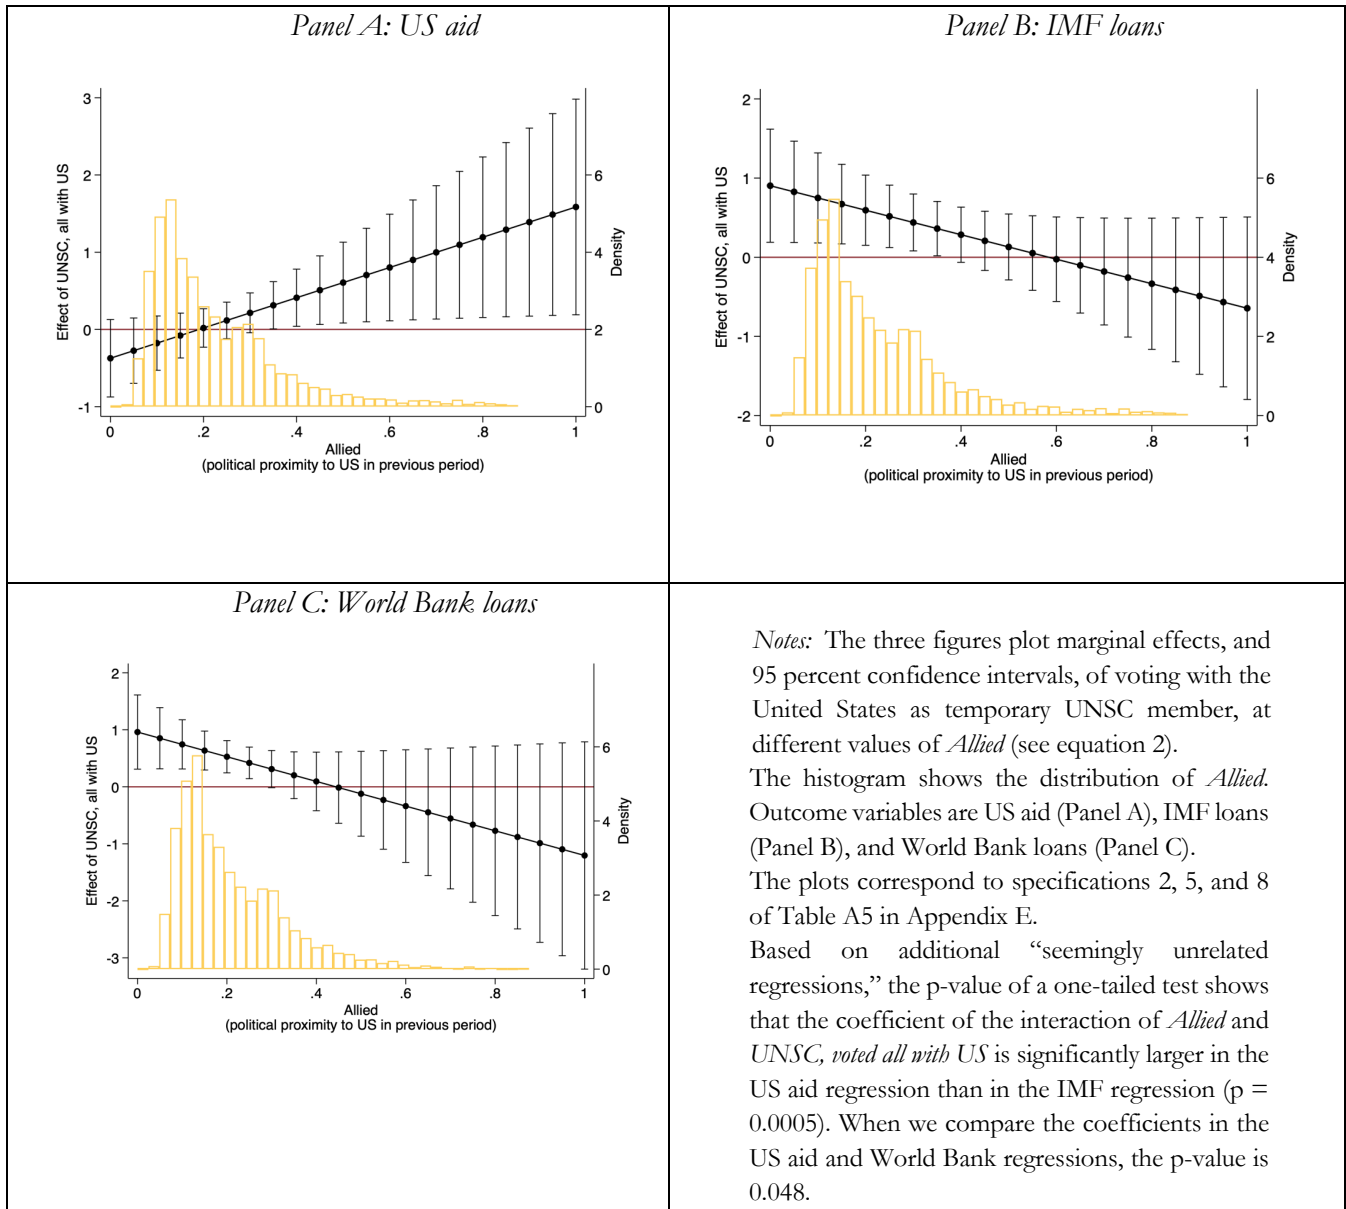 Panel A: US aid
3
2
1
0
-1
Effect of UNSC, all with US
6
4
2
0
Density
0
.2
.4
.6
.8
1
Allied
(political proximity to US in previous period)
Panel B: IMF loans
2
1
0
-1
-2
Effect of UNSC, all with US
6
4
2
0
Density
0
.2
.4
.6
.8
1
Allied
(political proximity to US in previous period)
Panel C: World Bank loans
2
1
0
-1
-2
-3
Effect of UNSC, all with US
6
4
2
0
Density
0
.2
.4
.6
.8
1
Allied
(political proximity to US in previous period)
Notes: The three figures plot marginal effects, and
95 percent confidence intervals, of voting with the
United States as temporary UNSC member, at
different values of Allied (see equation 2).
The histogram shows the distribution of Allied.
Outcome variables are US aid (Panel A), IMF loans
(Panel B), and World Bank loans (Panel C).
The plots correspond to specifications 2, 5, and 8
of Table A5 in Appendix E.
Based on additional “seemingly unrelated
regressions,” the p-value of a one-tailed test shows
that the coefficient of the interaction of Allied and
UNSC, voted all with US is significantly larger in the
US aid regression than in the IMF regression (p =
0.0005). When we compare the coefficients in the
US aid and World Bank regressions, the p-value is
0.048.